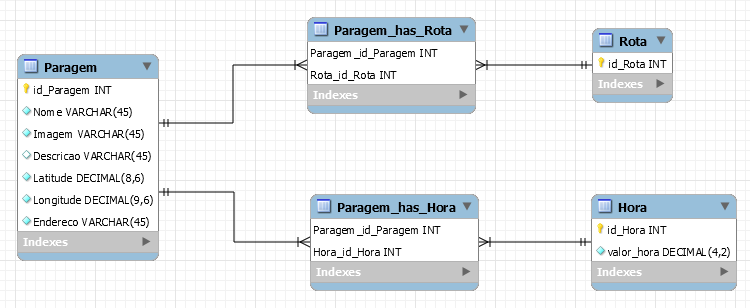 Paragem
id_Paragem INT
Nome VARCHAR(45)
Imagem VARCHAR(45)
Descricao VARCHAR(45)
Latitude DECIMAL(8,6)
Longitude DECIMAL(9,6)
Endereco VARCHAR(45)
Indexes
Paragem_has_Rota
Paragem_id_Paragem INT
Rota_id_Rota INT
Indexes
Rota
id_Rota INT
Indexes
Paragem_has_Hora
Paragem_id_Paragem INT
Hora_id_Hora INT
Indexes
Hora
id_Hora INT
valor_hora DECIMAL(4,2)
Indexes